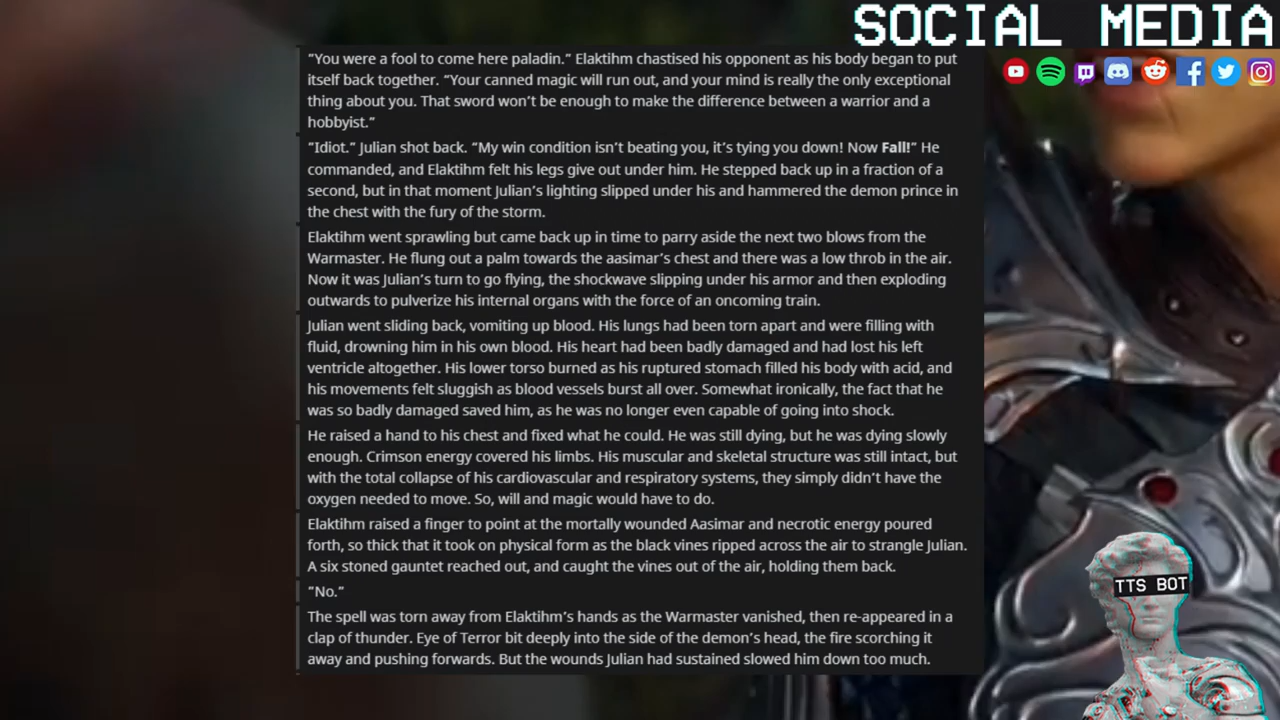 SOCIAL MEDIA
“You were a fool to come here paladin.” Elaktihm chastised his opponent as his body began to put
itself back together. “Your canned magic will run out, and your mind is really the only exceptional
thing about you. That sword won’t be enough to make the difference between a warrior and a
hobbyist.”
“Idiot.” Julian shot back. “My win condition isn’t beating you, it’s tying you down! Now Fall!” He
commanded, and Elaktihm felt his legs give out under him. He stepped back up in a fraction of a
second, but in that moment Julian’s lighting slipped under his and hammered the demon prince in
the chest with the fury of the storm.
Elaktihm went sprawling but came back up in time to parry aside the next two blows from the
Warmaster. He flung out a palm towards the aasimar’s chest and there was a low throb in the air.
Now it was Julian’s turn to go flying, the shockwave slipping under his armor and then exploding
outwards to pulverize his internal organs with the force of an oncoming train.
Julian went sliding back, vomiting up blood. His lungs had been torn apart and were filling with
fluid, drowning him in his own blood. His heart had been badly damaged and had lost his left
ventricle altogether. His lower torso burned as his ruptured stomach filled his body with acid, and
his movements felt sluggish as blood vessels burst all over. Somewhat ironically, the fact that he
was so badly damaged saved him, as he was no longer even capable of going into shock.
He raised a hand to his chest and fixed what he could. He was still dying, but he was dying slowly
enough. Crimson energy covered his limbs. His muscular and skeletal structure was still intact, but
with the total collapse of his cardiovascular and respiratory systems, they simply didn’t have the
oxygen needed to move. So, will and magic would have to do.
Elaktihm raised a finger to point at the mortally wounded Aasimar and necrotic energy poured
forth, so thick that it took on physical form as the black vines ripped across the air to strangle Julian.
A six stoned gauntet reached out, and caught the vines out of the air, holding them back.
“No.”
The spell was torn away from Elaktihm’s hands as the Warmaster vanished, then re-appeared in a
clap of thunder. Eye of Terror bit deeply into the side of the demon’s head, the fire scorching it
away and pushing forwards. But the wounds Julian had sustained slowed him down too much.
TTS BOT